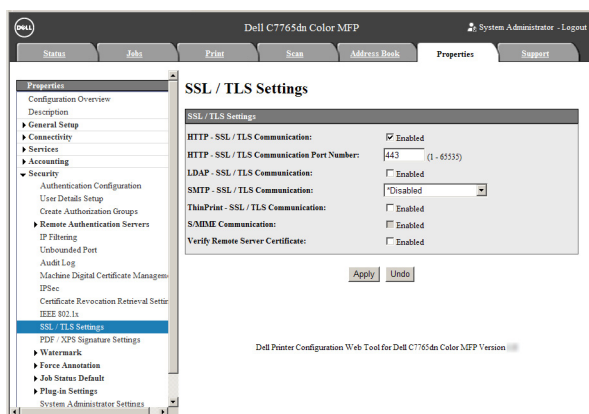 DELL
Dell C7765dn Color MFP
System Administrator - Logout
Status
Jobs
Print
Scan
Address Book
Properties
Support
Properties
Configuration Overview
Description
General Setup
Connectivity
Services
Accounting
Security
Authentication Configuration
User Details Setup
Create Authorization Groups
Remote Authentication Servers
IP Filtering
Unbounded Port
Audit Log
Machine Digital Certificate Manageme
IPSec
Certificate Revocation Retrieval Settin
IEEE 802.1x
SSL / TLS Settings
PDF / XPS Signature Settings
Watermark
Force Annotation
Job Status Default
Plug-in Settings
System Administrator Settings
SSL / TLS Settings
SSL / TLS Settings
HTTP - SSL / TLS Communication: Enabled
HTTP - SSL / TLS Communication Port Number: 443 (1 - 65535)
LDAP - SSL / TLS Communication: Enabled
SMTP - SSL / TLS Communication: *Disabled
ThinPrint - SSL / TLS Communication: Enabled
S/MIME Communication: Enabled
Verify Remote Server Certificate: Enabled
Apply Undo
Dell Printer Configuration Web Tool for Dell C7765dn Color MFP Version